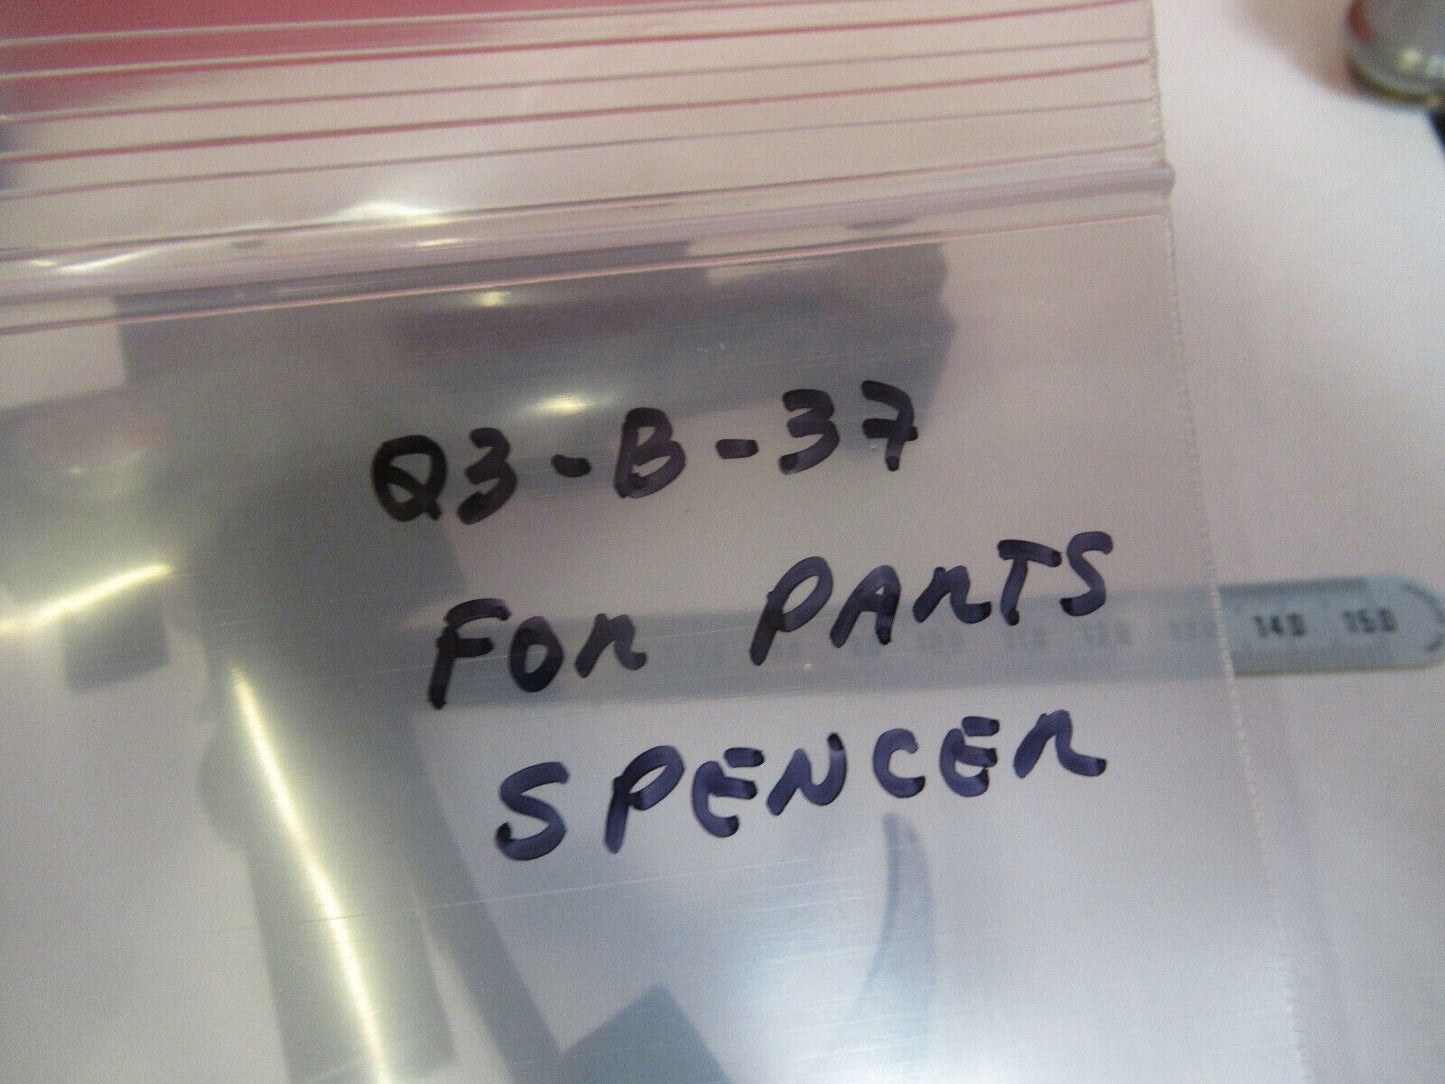 Q3-B-37
FOR PARTS
SPENCER
140 150